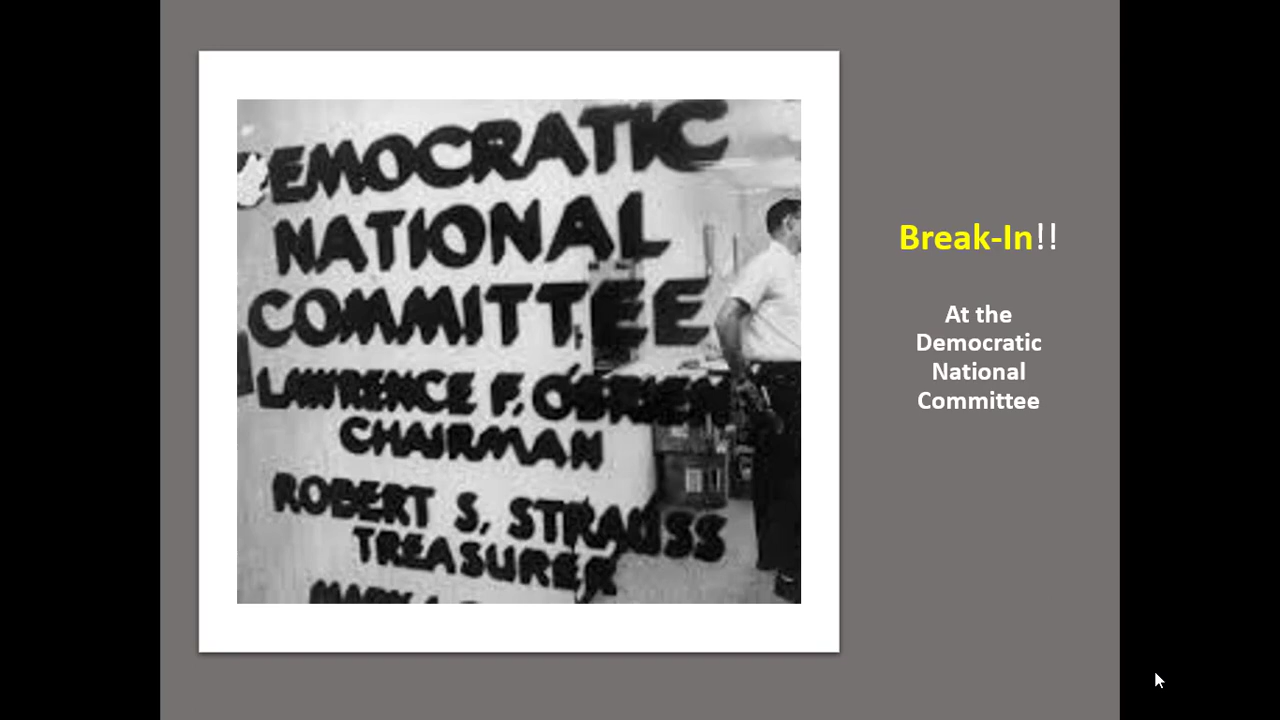 DEMOCRATIC
NATIONAL
COMMITTEE
LAWRENCE F. O'BRIEN
CHAIRMAN
ROBERT S. STRAUSS
TREASURER
Break-In!!
At the
Democratic
National
Committee